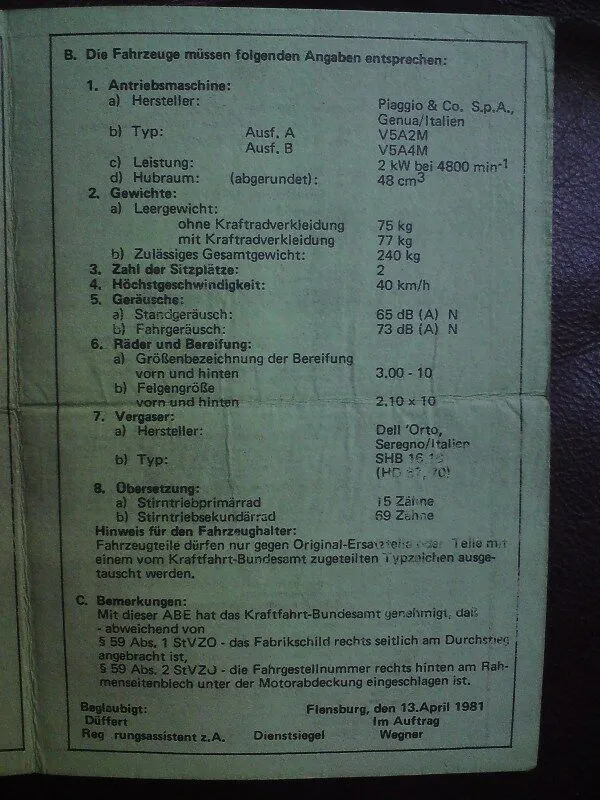 B. Die Fahrzeuge müssen folgenden Angaben entsprechen:
1. Antriebsmaschine:
a) Hersteller: Piaggio & Co. S.p.A.,
Genua/Italien
b) Typ: Ausf. A V5A2M
Ausf. B V5A4M
c) Leistung: 2 kW bei 4800 min-1
d) Hubraum: (abgerundet): 48 cm3
2. Gewichte:
a) Leergewicht:
ohne Kraftradverkleidung 75 kg
mit Kraftradverkleidung 77 kg
b) Zulässiges Gesamtgewicht: 240 kg
3. Zahl der Sitzplätze: 2
4. Höchstgeschwindigkeit: 40 km/h
5. Geräusche:
a) Standgeräusch: 65 dB (A) N
b) Fahrgeräusch: 73 dB (A) N
6. Räder und Bereifung:
a) Größenbezeichnung der Bereifung
vorn und hinten 3.00 - 10
b) Felgengröße
vorn und hinten 2.10 x 10
7. Vergaser:
a) Hersteller: Dell 'Orto,
Seregno/Italien
b) Typ: SHB 16
(HD
8. Übersetzung:
a) Stirntriebprimärrad 15 Zähne
b) Stirntriebsekundärrad 69 Zähne
Hinweis für den Fahrzeughalter:
Fahrzeugteile dürfen nur gegen Original-Ersatzteile oder Teile mit
einem vom Kraftfahrt-Bundesamt zugeteilten Typzeichen ausge-
tauscht werden.
C. Bemerkungen:
Mit dieser ABE hat das Kraftfahrt-Bundesamt genehmigt, daß
- abweichend von
§ 59 Abs. 1 StVZO - das Fabrikschild rechts seitlich am Durchstieg
angebracht ist,
§ 59 Abs. 2 StVZO - die Fahrgestellnummer rechts hinten am Rah-
menseitenblech unter der Motorabdeckung eingeschlagen ist.
Beglaubigt: Flensburg, den 13.April 1981
Düffert Im Auftrag
Reg rungsassistent z.A. Dienstsiegel Wegner